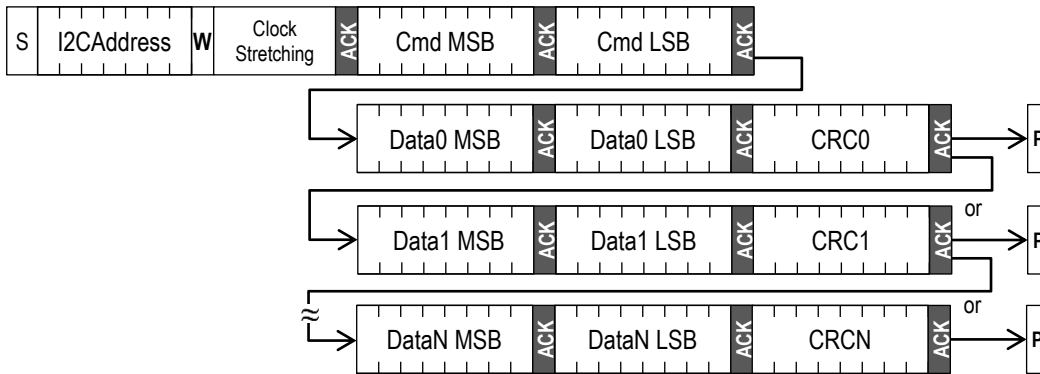 S I2CAddress W Clock Stretching ACK Cmd MSB ACK Cmd LSB ACK
Data0 MSB ACK Data0 LSB ACK CRC0 ACK P
or
Data1 MSB ACK Data1 LSB ACK CRC1 ACK P
or
≈ DataN MSB ACK DataN LSB ACK CRCN ACK P